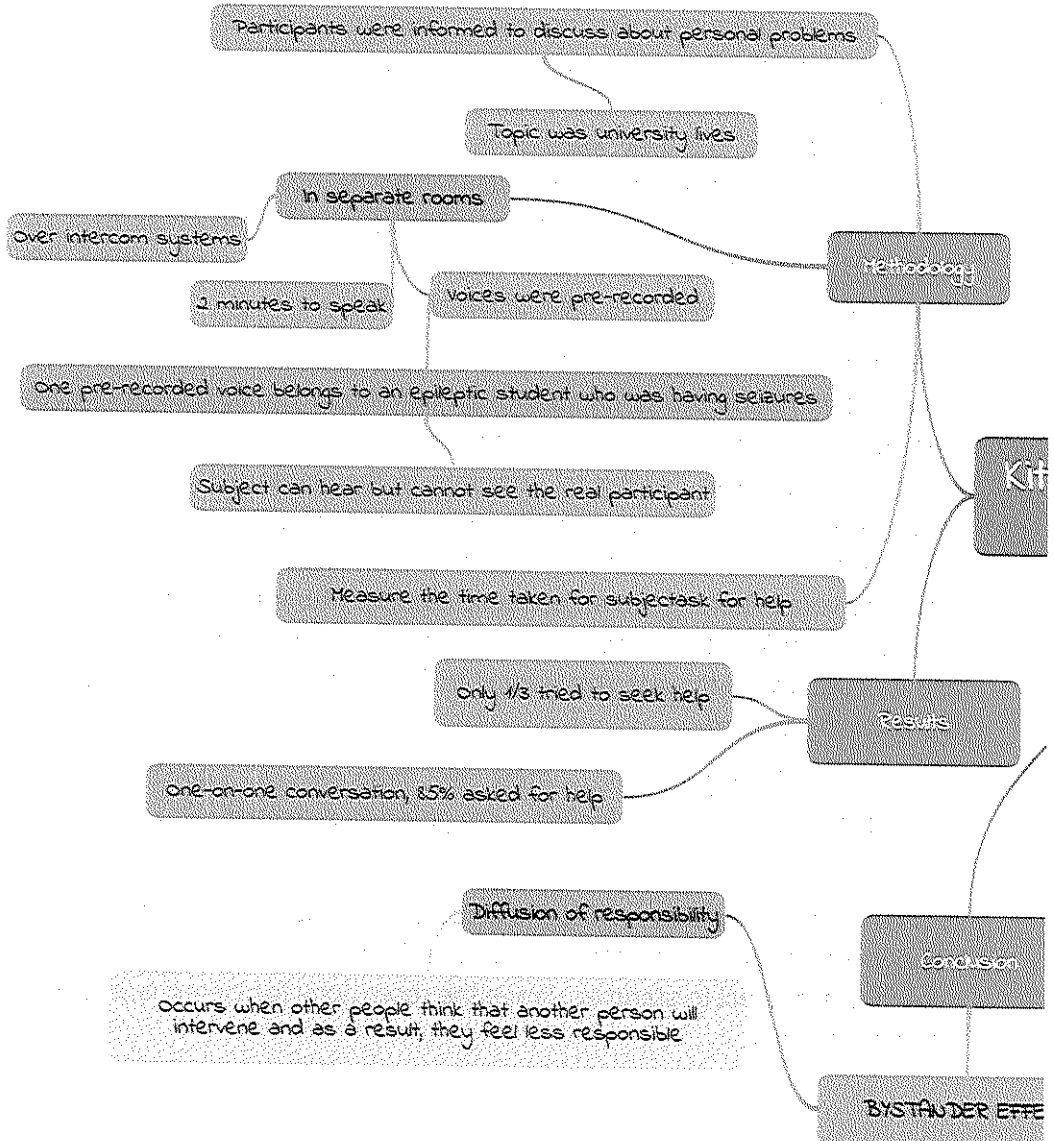 Participants were informed to discuss about personal problems
Topic was university lives
In separate rooms
Over intercom systems
2 minutes to speak
Voices were pre-recorded
One pre-recorded voice belongs to an epileptic student who was having seizures
Subject can hear but cannot see the real participant
Measure the time taken for subjectask for help
Methodology
Kit
Only 1/3 tried to seek help
One-on-one conversation, 85% asked for help
Results
Diffusion of responsibility
Occurs when other people think that another person will
intervene and as a result, they feel less responsible
Conclusion
BYSTANDER EFFE